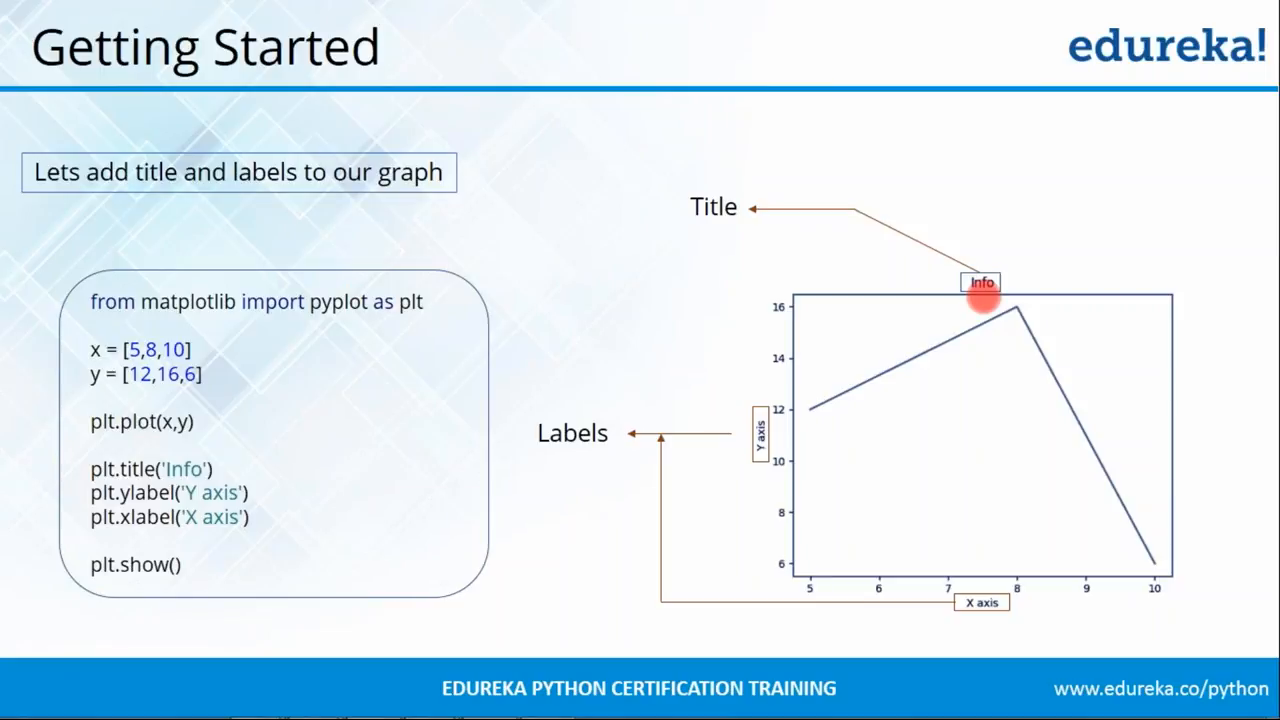 Getting Started
edureka!
Lets add title and labels to our graph
from matplotlib import pyplot as plt
x = [5,8,10]
y = [12,16,6]
plt.plot(x,y)
plt.title('Info')
plt.ylabel('Y axis')
plt.xlabel('X axis')
plt.show()
Title
Info
Labels
Y axis
16
14
12
10
8
6
5 6 7 8 9 10
X axis
EDUREKA PYTHON CERTIFICATION TRAINING
www.edureka.co/python